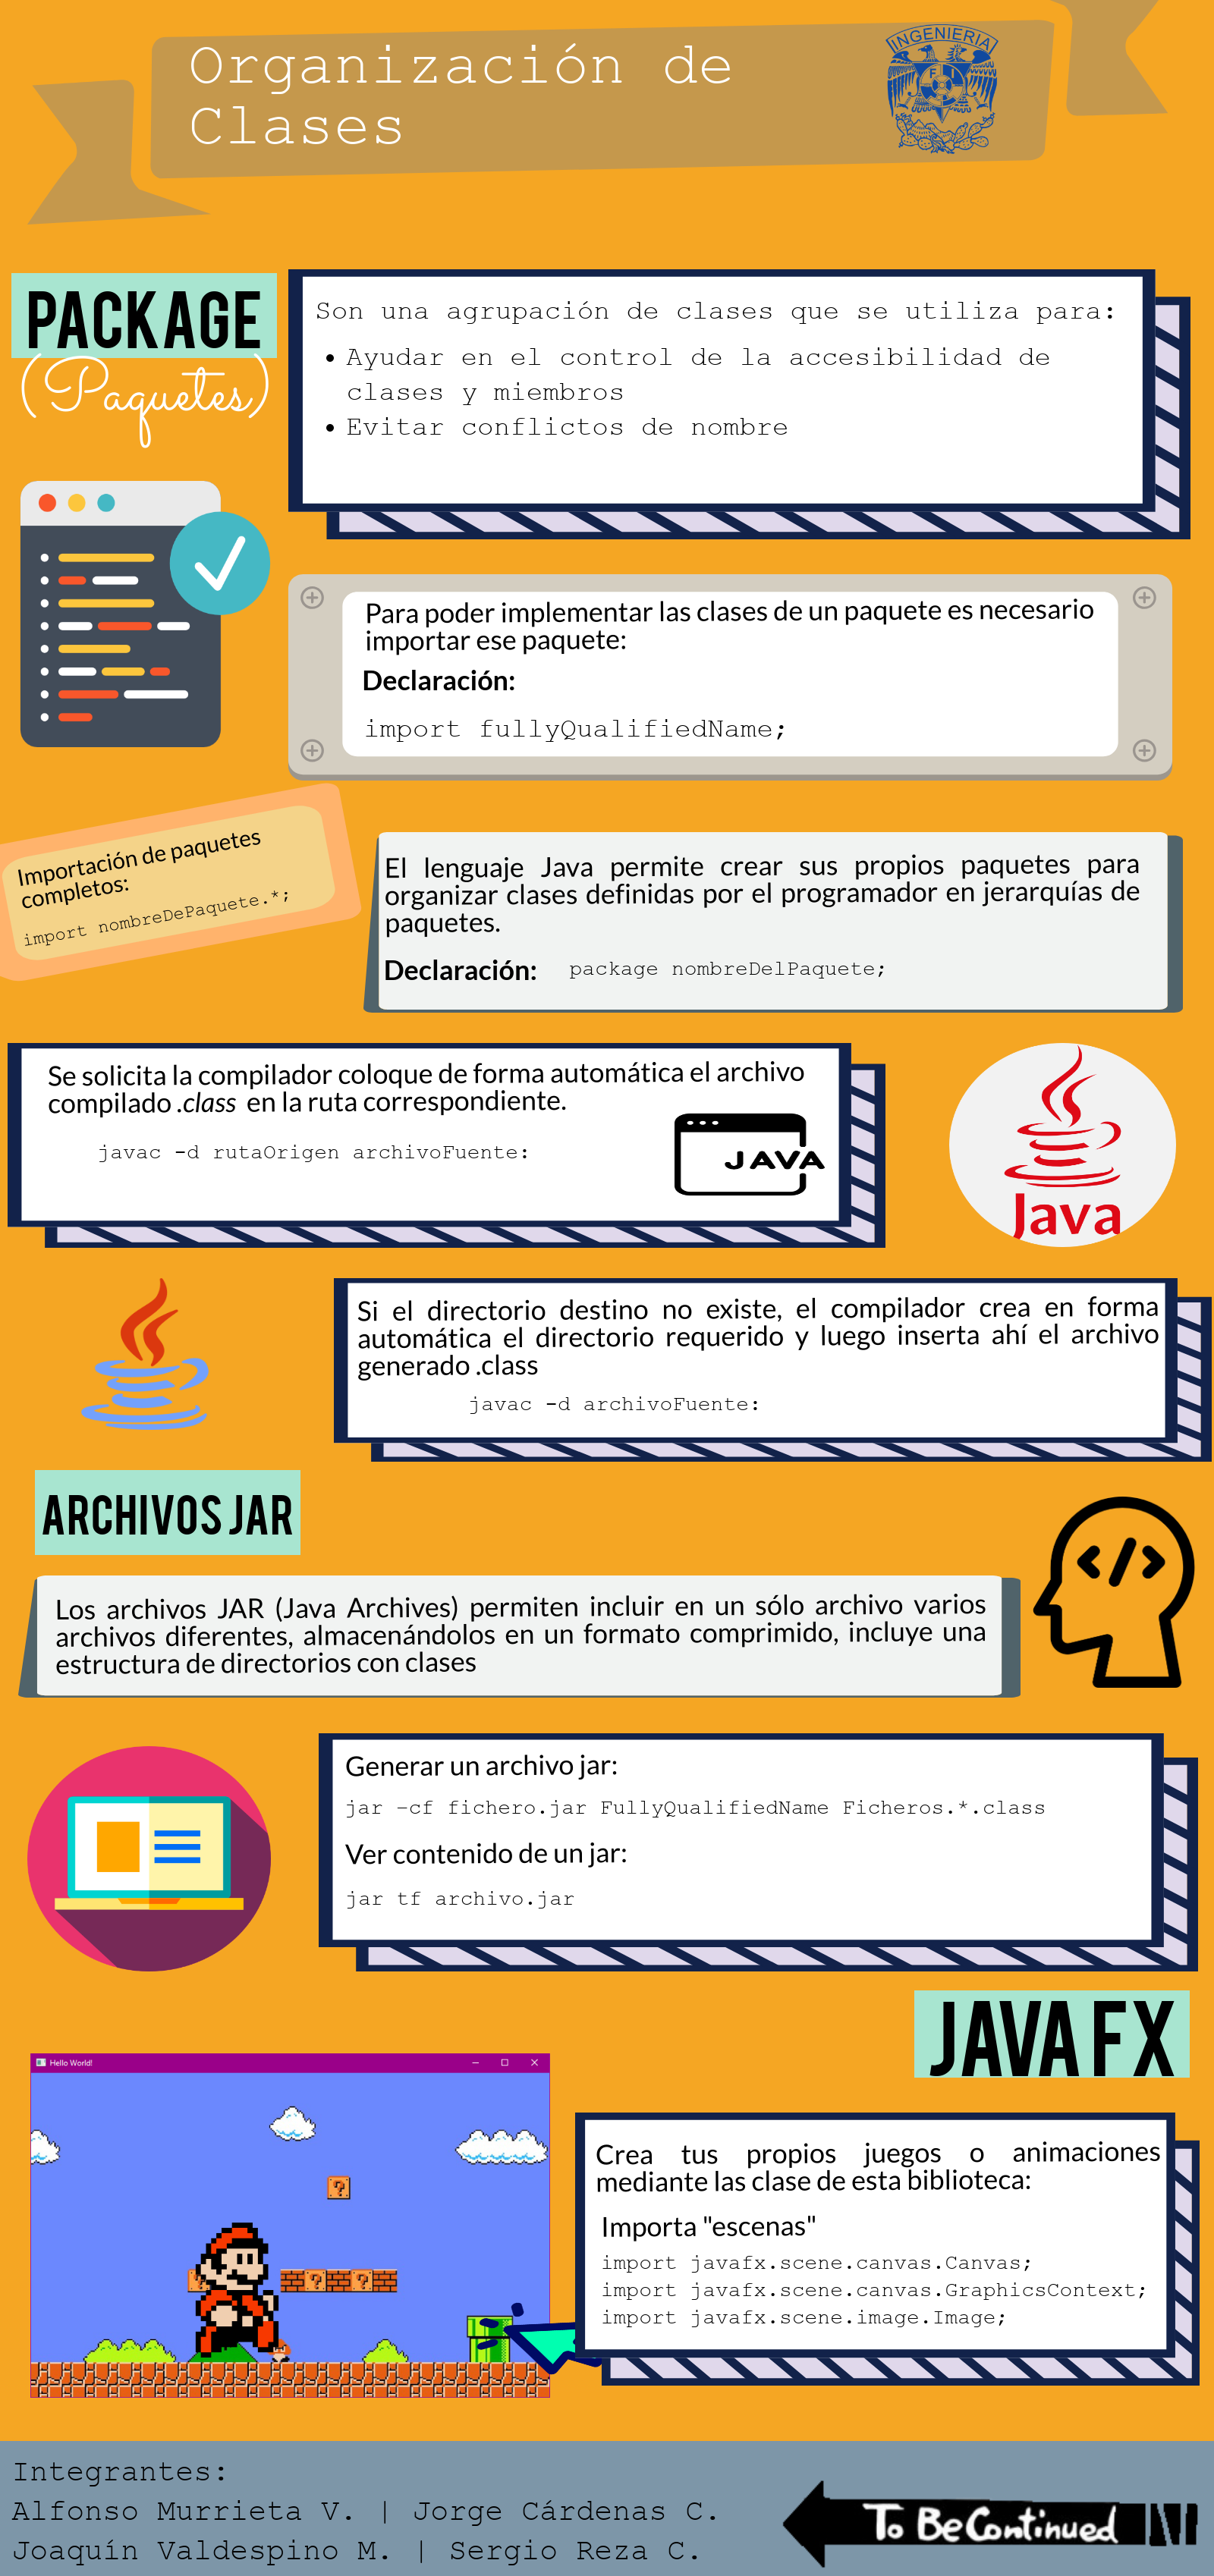 Organización de
Clases
INGENIERIA
F I
PACKAGE
(Paquetes)
Son una agrupación de clases que se utiliza para:
• Ayudar en el control de la accesibilidad de
clases y miembros
• Evitar conflictos de nombre
Para poder implementar las clases de un paquete es necesario
importar ese paquete:
Declaración:
import fullyQualifiedName;
Importación de paquetes
completos:
import nombreDePaquete.*;
El lenguaje Java permite crear sus propios paquetes para
organizar clases definidas por el programador en jerarquías de
paquetes.
Declaración: package nombreDelPaquete;
Se solicita la compilador coloque de forma automática el archivo
compilado .class en la ruta correspondiente.
javac -d rutaOrigen archivoFuente:
JAVA
Java
Si el directorio destino no existe, el compilador crea en forma
automática el directorio requerido y luego inserta ahí el archivo
generado .class
javac -d archivoFuente:
ARCHIVOS JAR
</>
Los archivos JAR (Java Archives) permiten incluir en un sólo archivo varios
archivos diferentes, almacenándolos en un formato comprimido, incluye una
estructura de directorios con clases
Generar un archivo jar:
jar –cf fichero.jar FullyQualifiedName Ficheros.*.class
Ver contenido de un jar:
jar tf archivo.jar
JAVA FX
Hello World!
?
? ?
Crea tus propios juegos o animaciones
mediante las clase de esta biblioteca:
Importa "escenas"
import javafx.scene.canvas.Canvas;
import javafx.scene.canvas.GraphicsContext;
import javafx.scene.image.Image;
Integrantes:
Alfonso Murrieta V. | Jorge Cárdenas C.
Joaquín Valdespino M. | Sergio Reza C.
To Be Continued